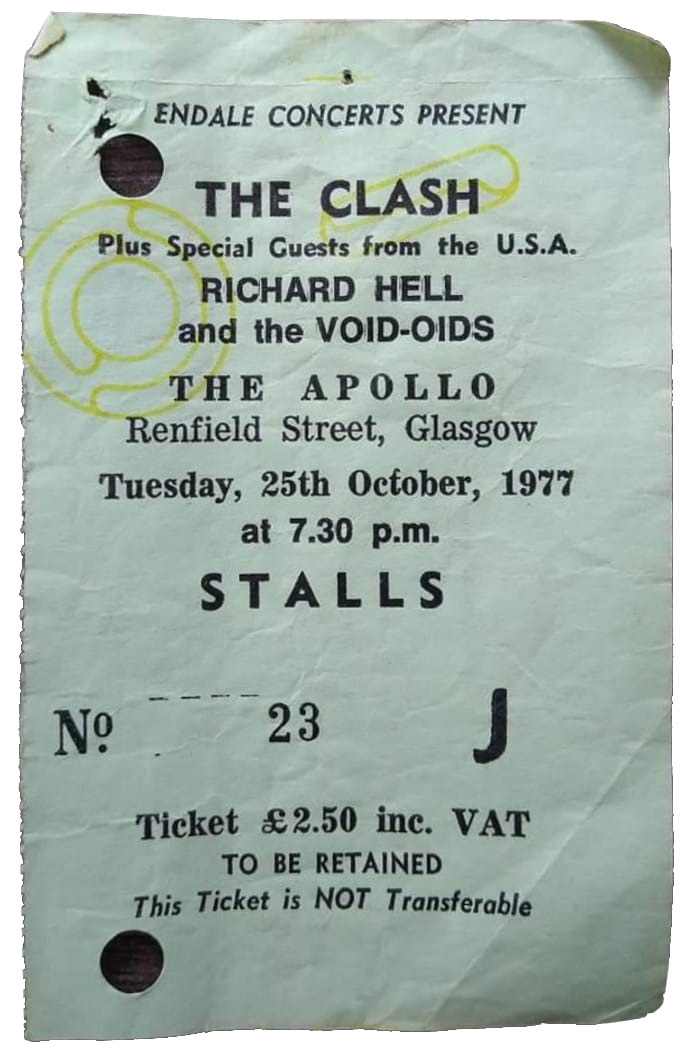 ENDALE CONCERTS PRESENT
THE CLASH
Plus Special Guests from the U.S.A.
RICHARD HELL
and the VOID-OIDS
THE APOLLO
Renfield Street, Glasgow
Tuesday, 25th October, 1977
at 7.30 p.m.
STALLS
Nº 23 J
Ticket £2.50 inc. VAT
TO BE RETAINED
This Ticket is NOT Transferable